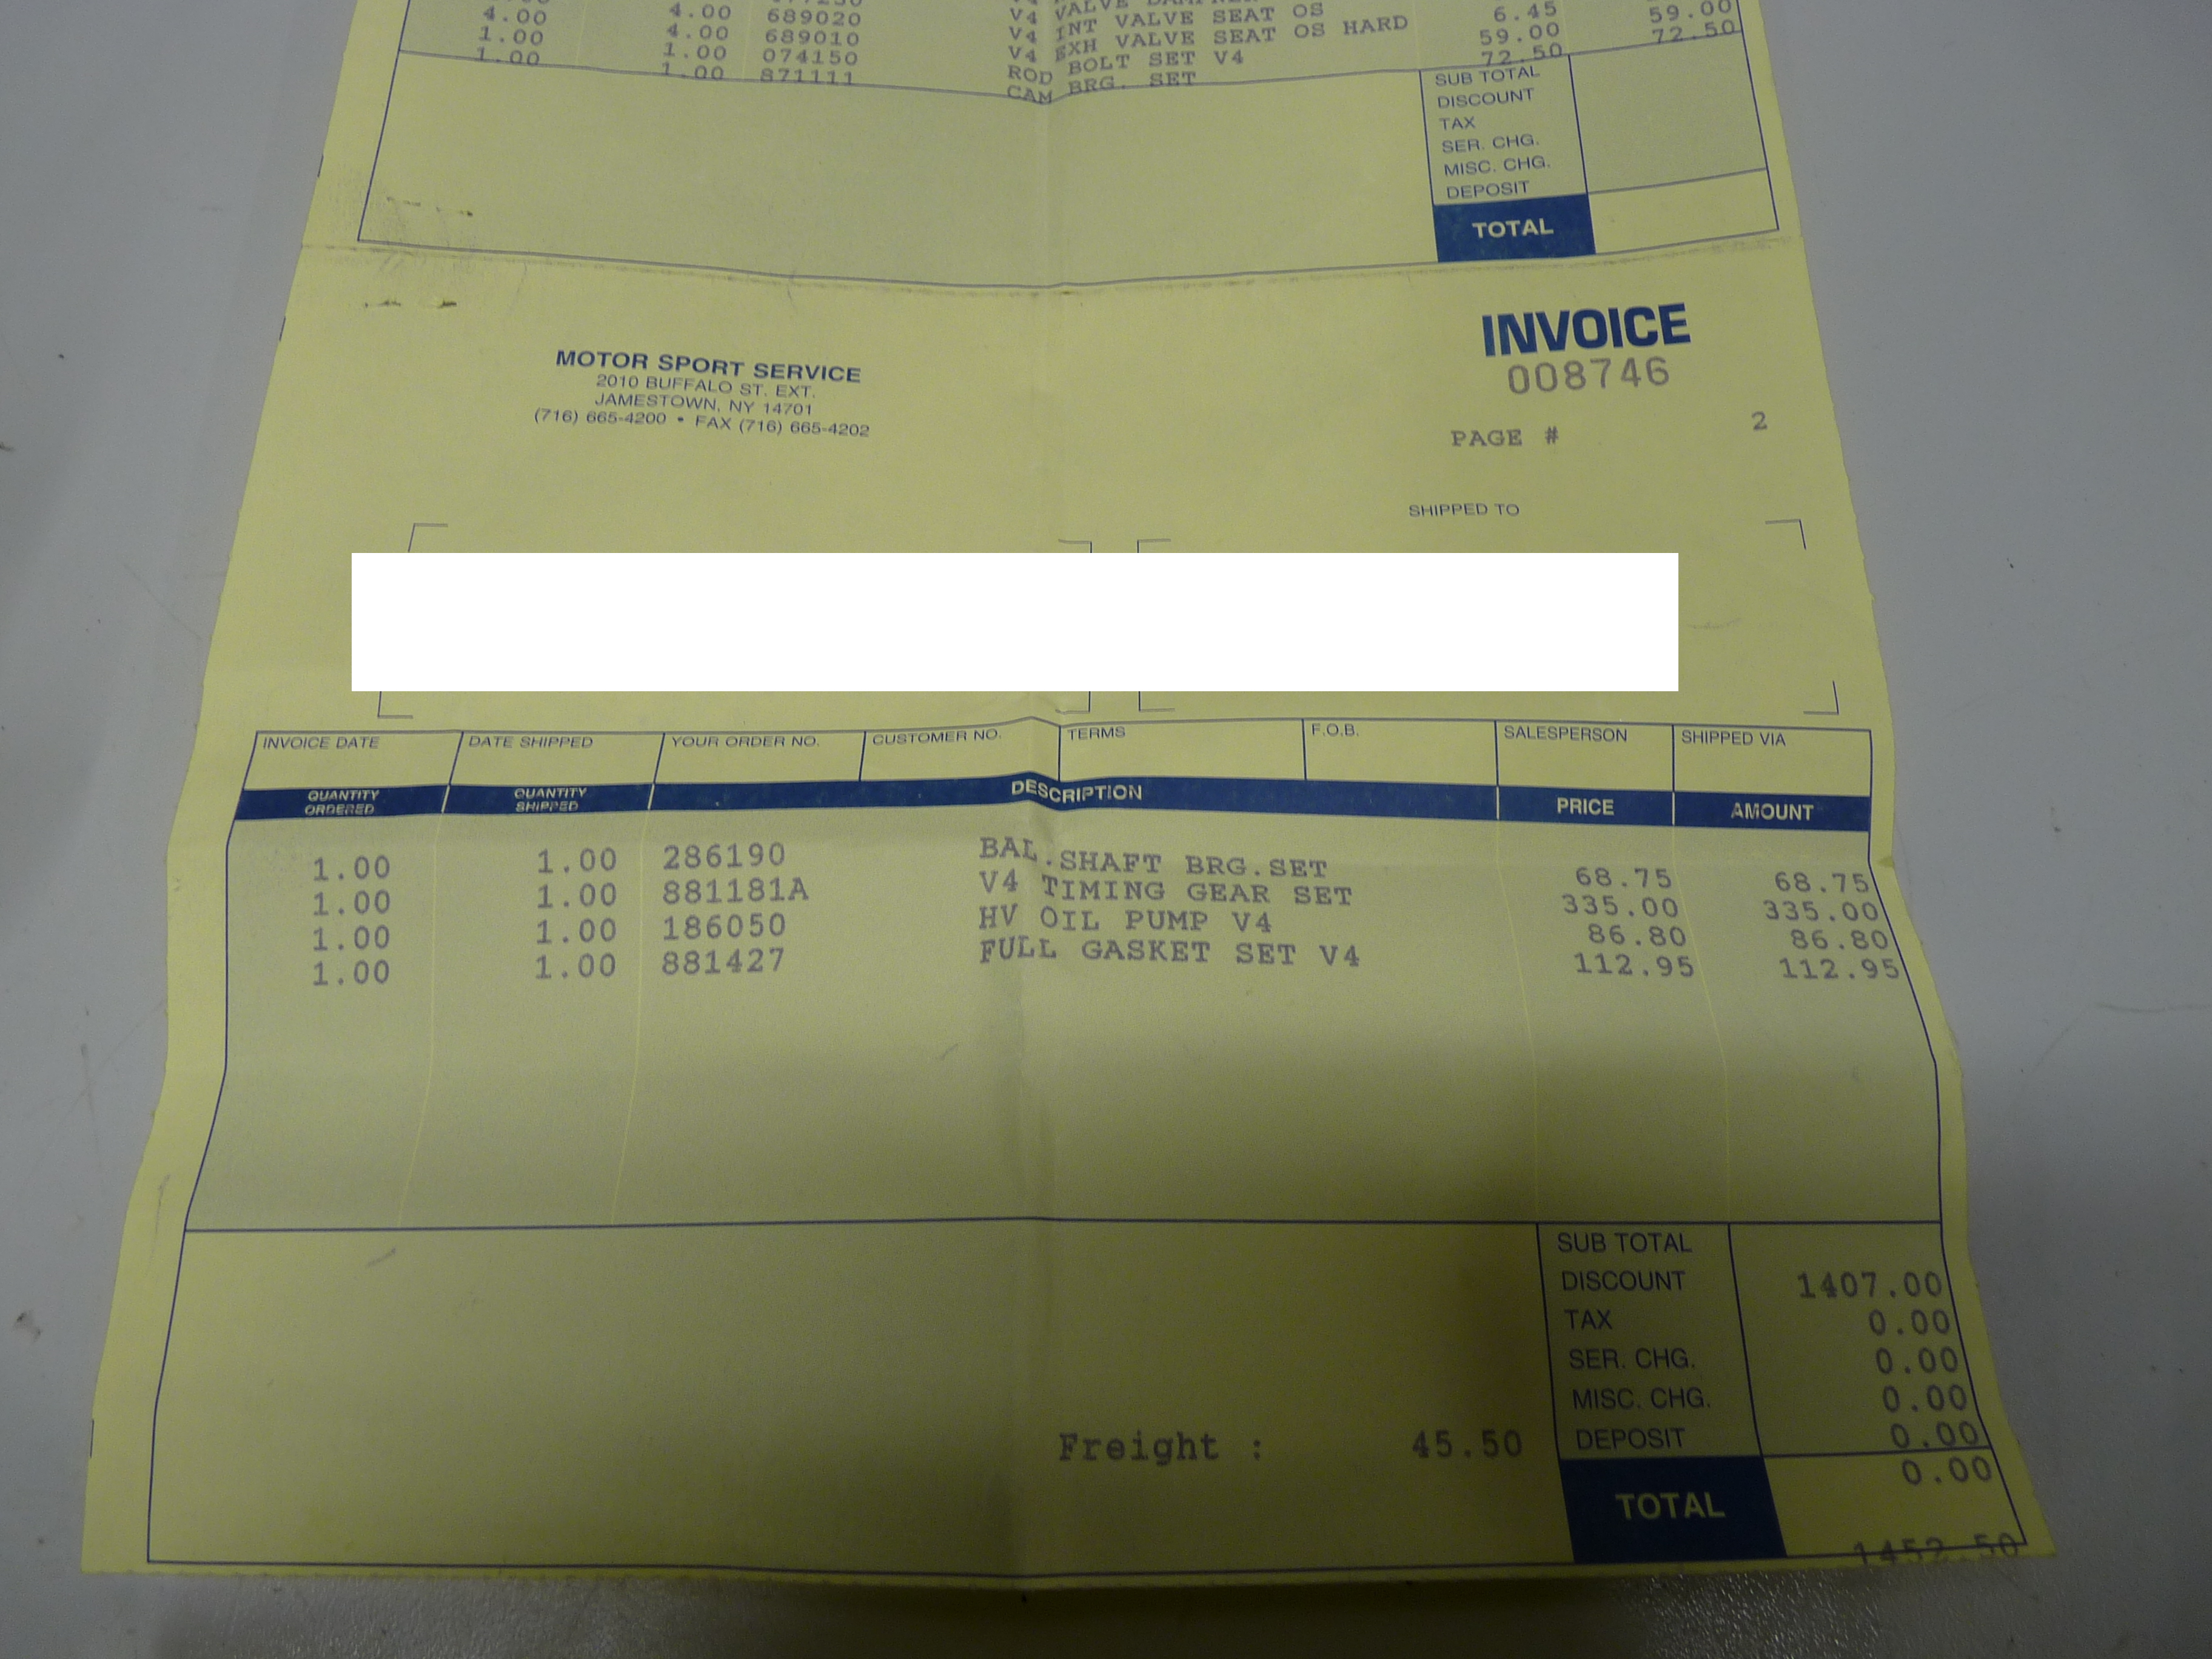 4.00 4.00 689020 V4 INT VALVE SEAT OS 6.45
1.00 4.00 689010 V4 EXH VALVE SEAT OS HARD 59.00 59.00
1.00 1.00 074150 ROD BOLT SET V4 72.50 72.50
1.00 871111 CAM BRG. SET
SUB TOTAL
DISCOUNT
TAX
SER. CHG.
MISC. CHG.
DEPOSIT
TOTAL
INVOICE
008746
MOTOR SPORT SERVICE
2010 BUFFALO ST. EXT.
JAMESTOWN, NY 14701
(716) 665-4200 • FAX (716) 665-4202
PAGE # 2
SHIPPED TO
INVOICE DATE DATE SHIPPED YOUR ORDER NO. CUSTOMER NO. TERMS F.O.B. SALESPERSON SHIPPED VIA
QUANTITY ORDERED QUANTITY SHIPPED DESCRIPTION PRICE AMOUNT
1.00 1.00 286190 BAL.SHAFT BRG.SET 68.75 68.75
1.00 1.00 881181A V4 TIMING GEAR SET 335.00 335.00
1.00 1.00 186050 HV OIL PUMP V4 86.80 86.80
1.00 1.00 881427 FULL GASKET SET V4 112.95 112.95
SUB TOTAL
DISCOUNT 1407.00
TAX 0.00
SER. CHG. 0.00
MISC. CHG. 0.00
Freight : 45.50 DEPOSIT 0.00
0.00
TOTAL
1452.50